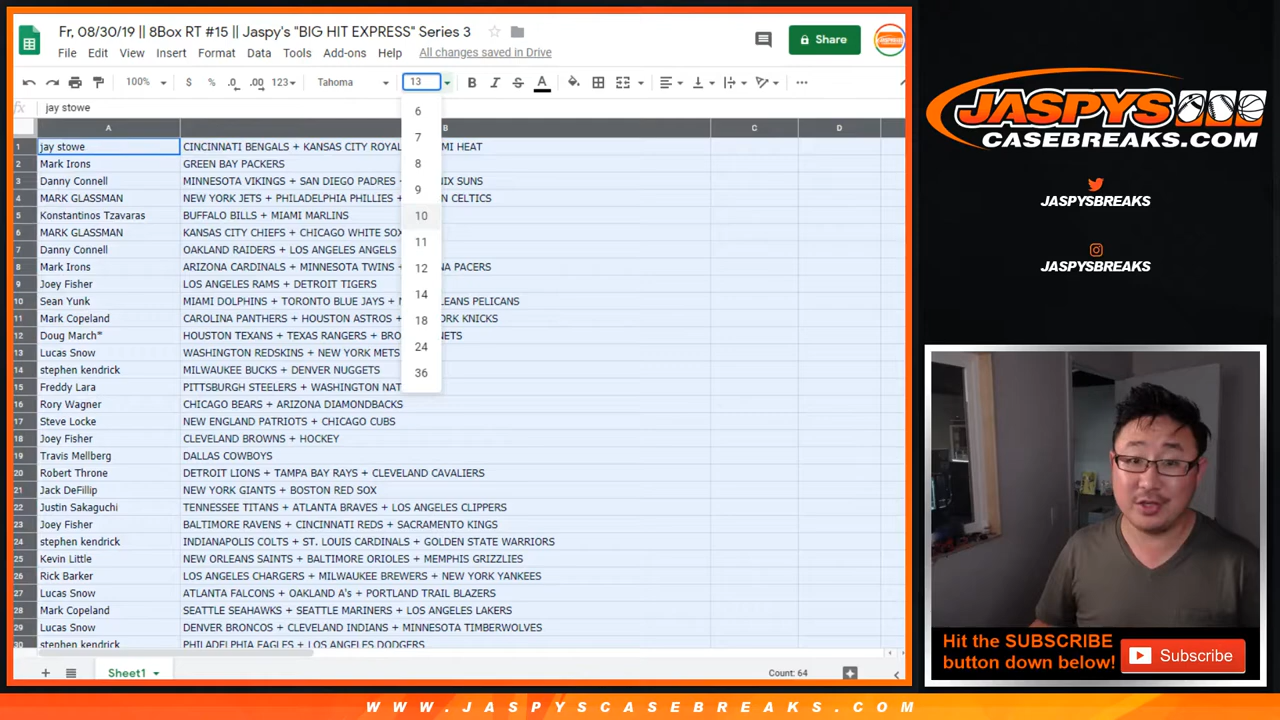 Fr, 08/30/19 || 8Box RT #15 || Jaspy's "BIG HIT EXPRESS" Series 3
File Edit View Insert Format Data Tools Add-ons Help All changes saved in Drive
Share
100% $ % .0 .00 123 Tahoma 13 B I S A
fx jay stowe
A B C D
1 jay stowe CINCINNATI BENGALS + KANSAS CITY ROYAL MI HEAT
2 Mark Irons GREEN BAY PACKERS
3 Danny Connell MINNESOTA VIKINGS + SAN DIEGO PADRES + NIX SUNS
4 MARK GLASSMAN NEW YORK JETS + PHILADELPHIA PHILLIES + N CELTICS
5 Konstantinos Tzavaras BUFFALO BILLS + MIAMI MARLINS
6 MARK GLASSMAN KANSAS CITY CHIEFS + CHICAGO WHITE SOX
7 Danny Connell OAKLAND RAIDERS + LOS ANGELES ANGELS
8 Mark Irons ARIZONA CARDINALS + MINNESOTA TWINS + NA PACERS
9 Joey Fisher LOS ANGELES RAMS + DETROIT TIGERS
10 Sean Yunk MIAMI DOLPHINS + TORONTO BLUE JAYS + N LEANS PELICANS
11 Mark Copeland CAROLINA PANTHERS + HOUSTON ASTROS + RK KNICKS
12 Doug March* HOUSTON TEXANS + TEXAS RANGERS + BRO NETS
13 Lucas Snow WASHINGTON REDSKINS + NEW YORK METS
14 stephen kendrick MILWAUKEE BUCKS + DENVER NUGGETS
15 Freddy Lara PITTSBURGH STEELERS + WASHINGTON NAT
16 Rory Wagner CHICAGO BEARS + ARIZONA DIAMONDBACKS
17 Steve Locke NEW ENGLAND PATRIOTS + CHICAGO CUBS
18 Joey Fisher CLEVELAND BROWNS + HOCKEY
19 Travis Mellberg DALLAS COWBOYS
20 Robert Throne DETROIT LIONS + TAMPA BAY RAYS + CLEVELAND CAVALIERS
21 Jack DeFillip NEW YORK GIANTS + BOSTON RED SOX
22 Justin Sakaguchi TENNESSEE TITANS + ATLANTA BRAVES + LOS ANGELES CLIPPERS
23 Joey Fisher BALTIMORE RAVENS + CINCINNATI REDS + SACRAMENTO KINGS
24 stephen kendrick INDIANAPOLIS COLTS + ST. LOUIS CARDINALS + GOLDEN STATE WARRIORS
25 Kevin Little NEW ORLEANS SAINTS + BALTIMORE ORIOLES + MEMPHIS GRIZZLIES
26 Rick Barker LOS ANGELES CHARGERS + MILWAUKEE BREWERS + NEW YORK YANKEES
27 Lucas Snow ATLANTA FALCONS + OAKLAND A's + PORTLAND TRAIL BLAZERS
28 Mark Copeland SEATTLE SEAHAWKS + SEATTLE MARINERS + LOS ANGELES LAKERS
29 Lucas Snow DENVER BRONCOS + CLEVELAND INDIANS + MINNESOTA TIMBERWOLVES
30 stephen kendrick PHILADELPHIA EAGLES + LOS ANGELES DODGERS
6
7
8
9
10
11
12
14
18
24
36
Sheet1
Count: 64
JASPYS
CASEBREAKS.COM
JASPYSBREAKS
JASPYSBREAKS
Hit the SUBSCRIBE
button down below!
Subscribe
WWW.JASPYSCASEBREAKS.COM